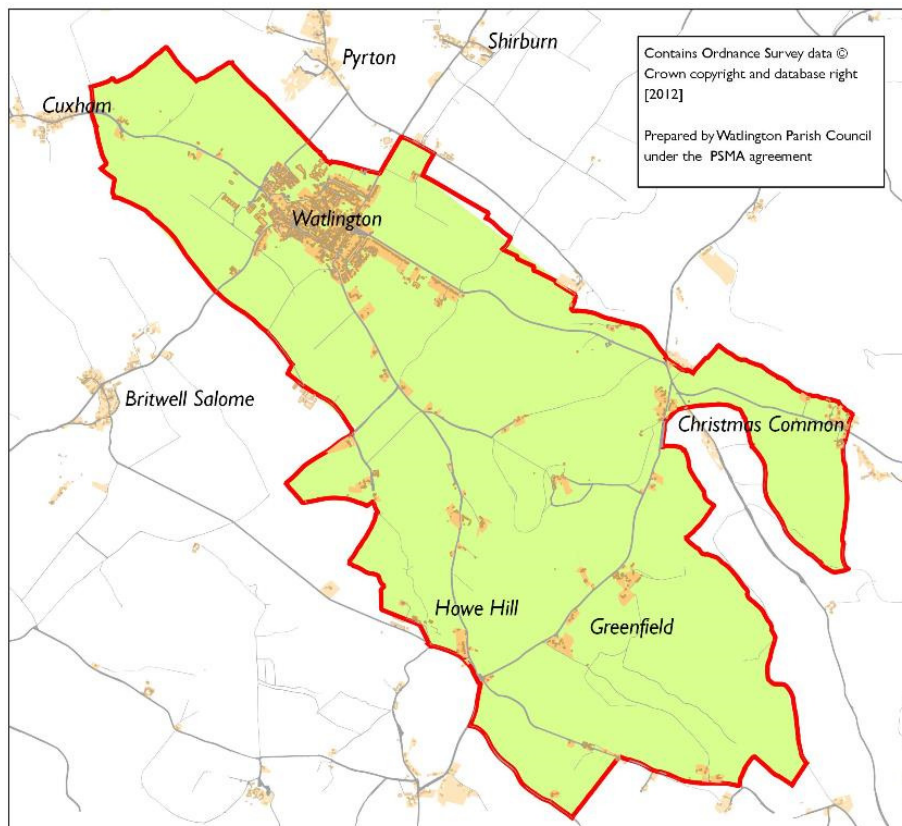 Shirburn
Pyrton
Contains Ordnance Survey data ©
Crown copyright and database right
[2012]
Prepared by Watlington Parish Council
under the PSMA agreement
Cuxham
Watlington
Britwell Salome
Christmas Common
Howe Hill
Greenfield